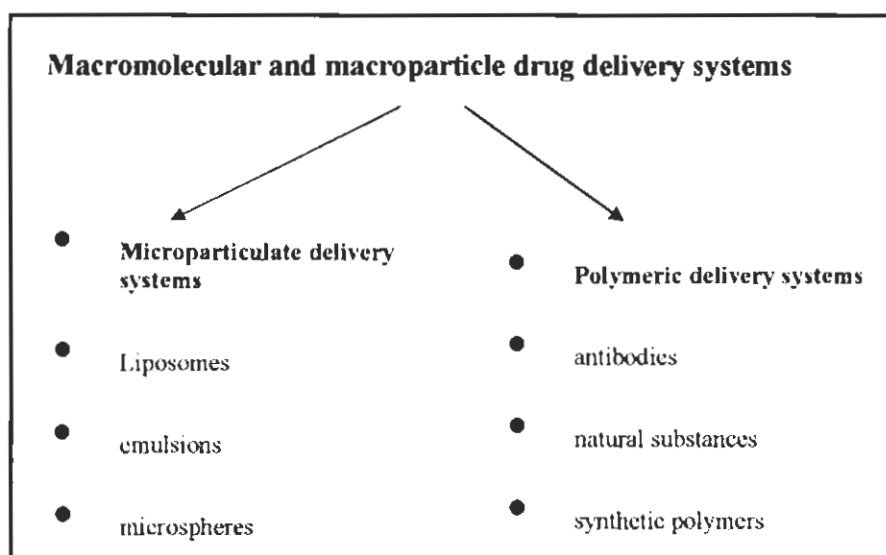 Macromolecular and macroparticle drug delivery systems
• Microparticulate delivery
systems
• Liposomes
• emulsions
• microspheres
• Polymeric delivery systems
• antibodies
• natural substances
• synthetic polymers